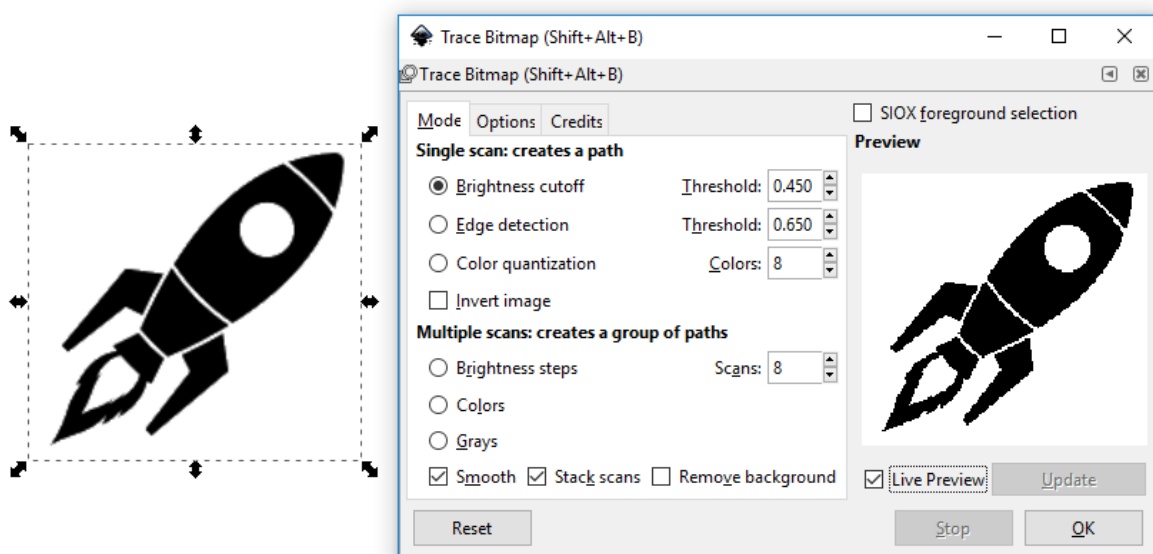 Trace Bitmap (Shift+Alt+B)
Trace Bitmap (Shift+Alt+B)
Mode Options Credits
SIOX foreground selection
Single scan: creates a path
Preview
Brightness cutoff Threshold: 0.450
Edge detection Threshold: 0.650
Color quantization Colors: 8
Invert image
Multiple scans: creates a group of paths
Brightness steps Scans: 8
Colors
Grays
Smooth Stack scans Remove background
Live Preview Update
Reset Stop OK